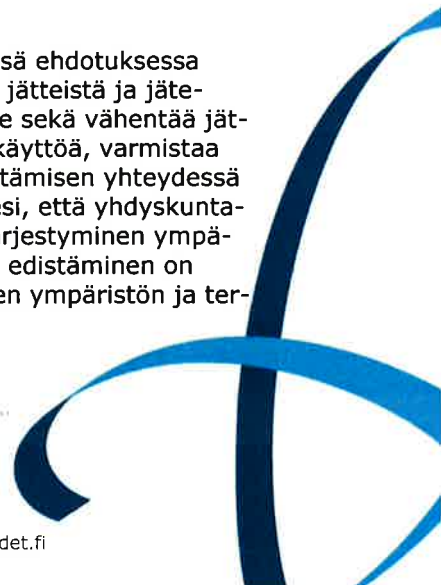 sä ehdotuksessa
jätteistä ja jäte-
e sekä vähentää jät-
käyttöä, varmistaa
tämisen yhteydessä
esi, että yhdyskunta-
rjestyminen ympä-
edistäminen on
en ympäristön ja ter-
det.fi